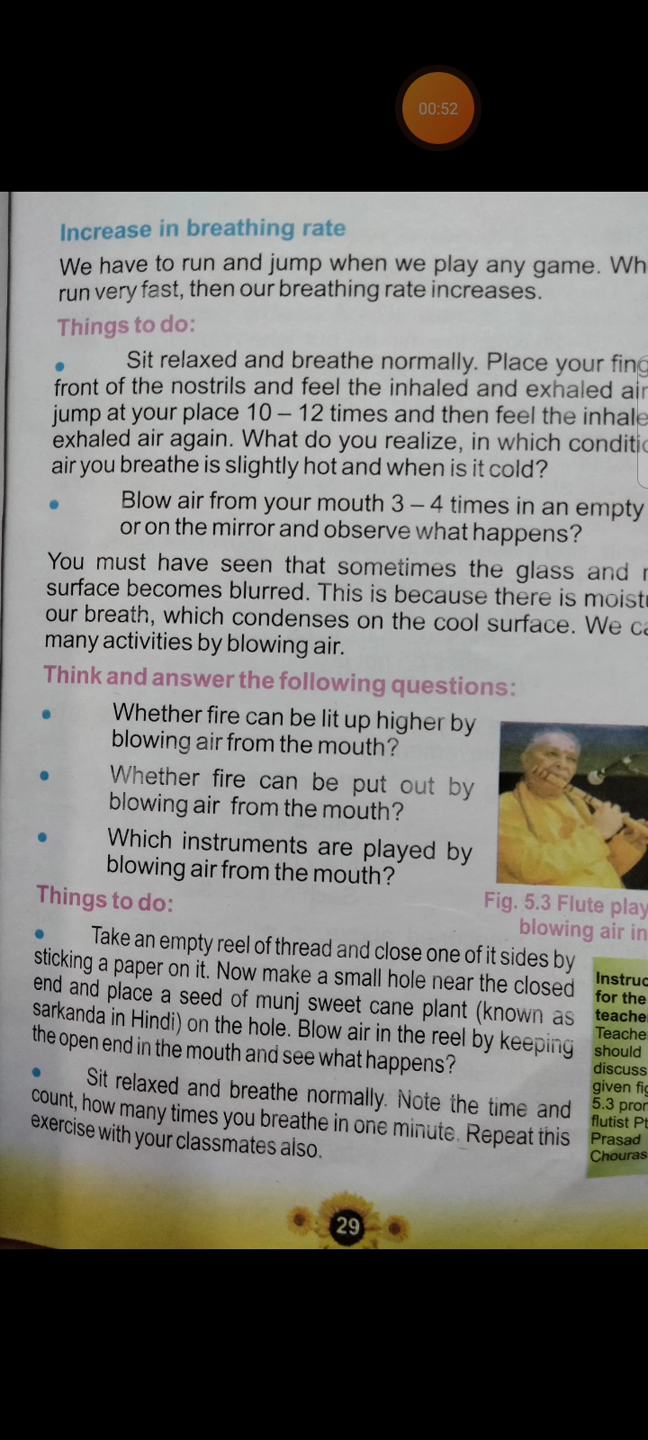 00:52
Increase in breathing rate
We have to run and jump when we play any game. Wh
run very fast, then our breathing rate increases.
Things to do:
Sit relaxed and breathe normally. Place your fing
front of the nostrils and feel the inhaled and exhaled air
jump at your place 10 – 12 times and then feel the inhale
exhaled air again. What do you realize, in which conditio
air you breathe is slightly hot and when is it cold?
Blow air from your mouth 3 – 4 times in an empty
or on the mirror and observe what happens?
You must have seen that sometimes the glass and
surface becomes blurred. This is because there is moistu
our breath, which condenses on the cool surface. We ca
many activities by blowing air.
Think and answer the following questions:
Whether fire can be lit up higher by
blowing air from the mouth?
Whether fire can be put out by
blowing air from the mouth?
Which instruments are played by
blowing air from the mouth?
Fig. 5.3 Flute play
blowing air in
Things to do:
Take an empty reel of thread and close one of it sides by
sticking a paper on it. Now make a small hole near the closed
end and place a seed of munj sweet cane plant (known as
sarkanda in Hindi) on the hole. Blow air in the reel by keeping
the open end in the mouth and see what happens?
Sit relaxed and breathe normally. Note the time and
count, how many times you breathe in one minute. Repeat this
exercise with your classmates also.
Instruc
for the
teache
Teache
should
discuss
given fig
5.3 pror
flutist Pt
Prasad
Chouras
29